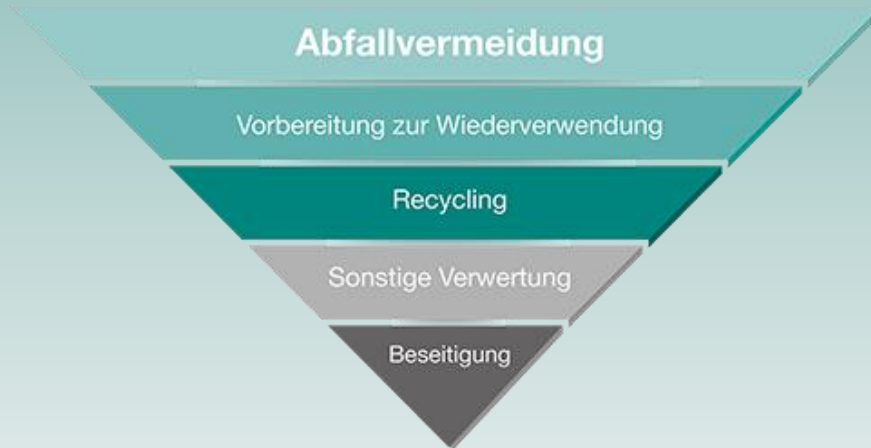 Abfallvermeidung
Vorbereitung zur Wiederverwendung
Recycling
Sonstige Verwertung
Beseitigung